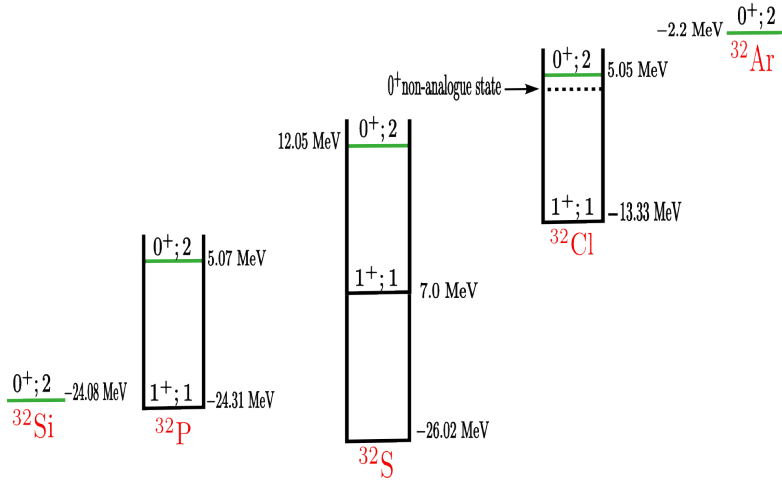 0⁺; 2
−24.08 MeV
³²Si
0⁺; 2
5.07 MeV
1⁺; 1
−24.31 MeV
³²P
12.05 MeV
0⁺; 2
1⁺; 1
7.0 MeV
−26.02 MeV
³²S
0⁺non-analogue state
0⁺; 2
5.05 MeV
1⁺; 1
−13.33 MeV
³²Cl
−2.2 MeV
0⁺; 2
³²Ar